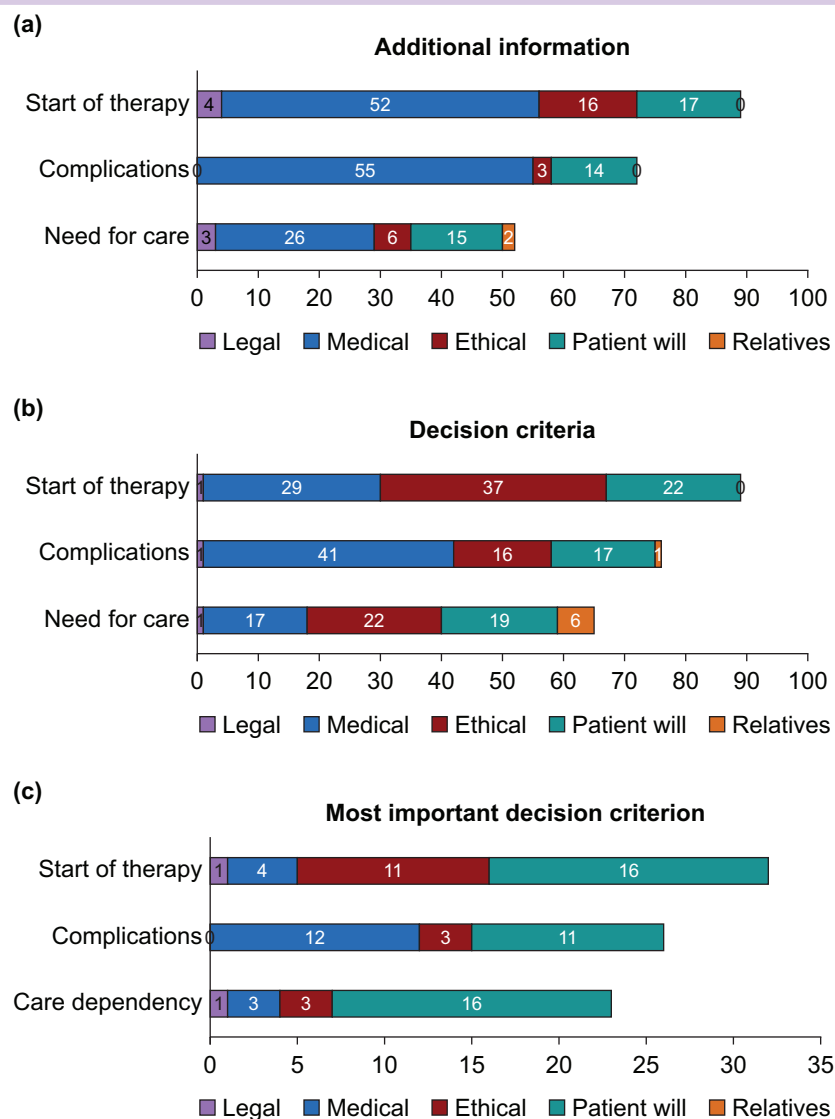 (a)
Additional information
Start of therapy 4 52 16 17 0
Complications 0 55 3 14 0
Need for care 3 26 6 15 2
0 10 20 30 40 50 60 70 80 90 100
Legal Medical Ethical Patient will Relatives
(b)
Decision criteria
Start of therapy 1 29 37 22 0
Complications 1 41 16 17 1
Need for care 1 17 22 19 6
0 10 20 30 40 50 60 70 80 90 100
Legal Medical Ethical Patient will Relatives
(c)
Most important decision criterion
Start of therapy 1 4 11 16
Complications 0 12 3 11
Care dependency 1 3 3 16
0 5 10 15 20 25 30 35
Legal Medical Ethical Patient will Relatives